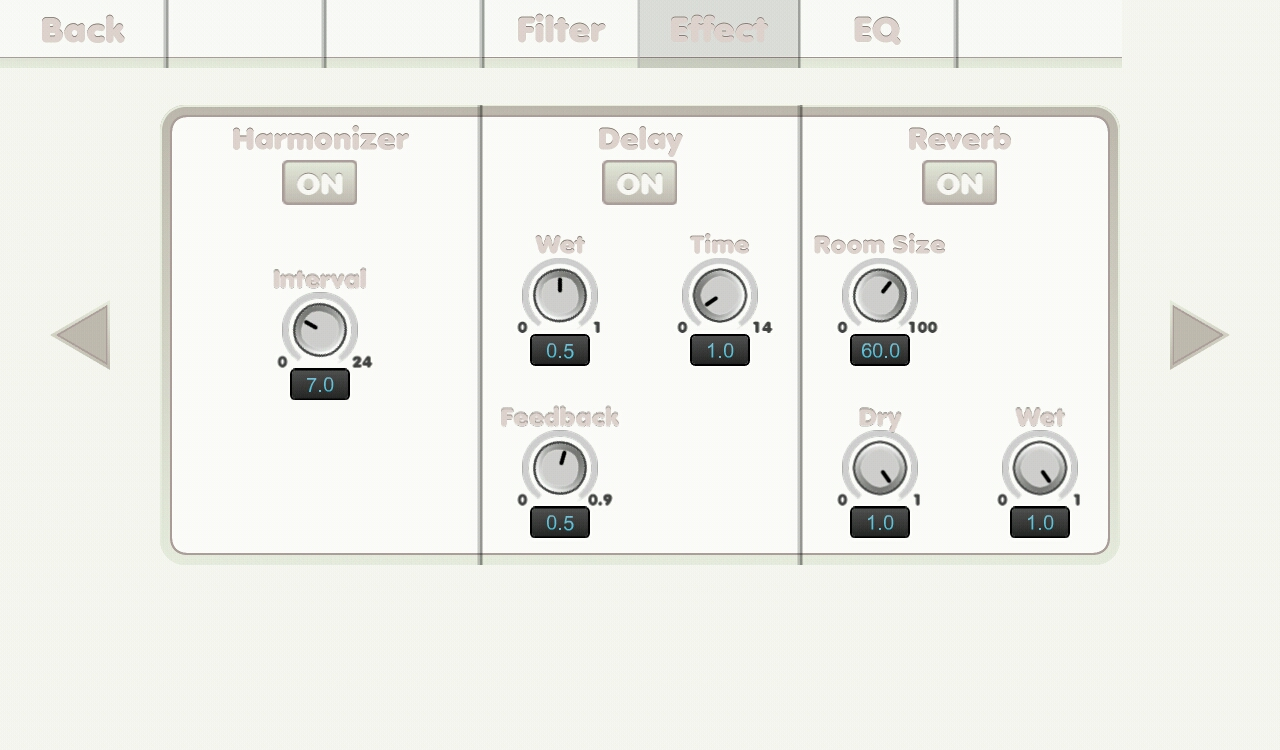 Back Filter Effect EQ
Harmonizer Delay Reverb
ON ON ON
Wet Time Room Size
Interval
0 1 0 14 0 100
0.5 1.0 60.0
0 24
7.0
Feedback Dry Wet
0 0.9 0 1 0 1
0.5 1.0 1.0